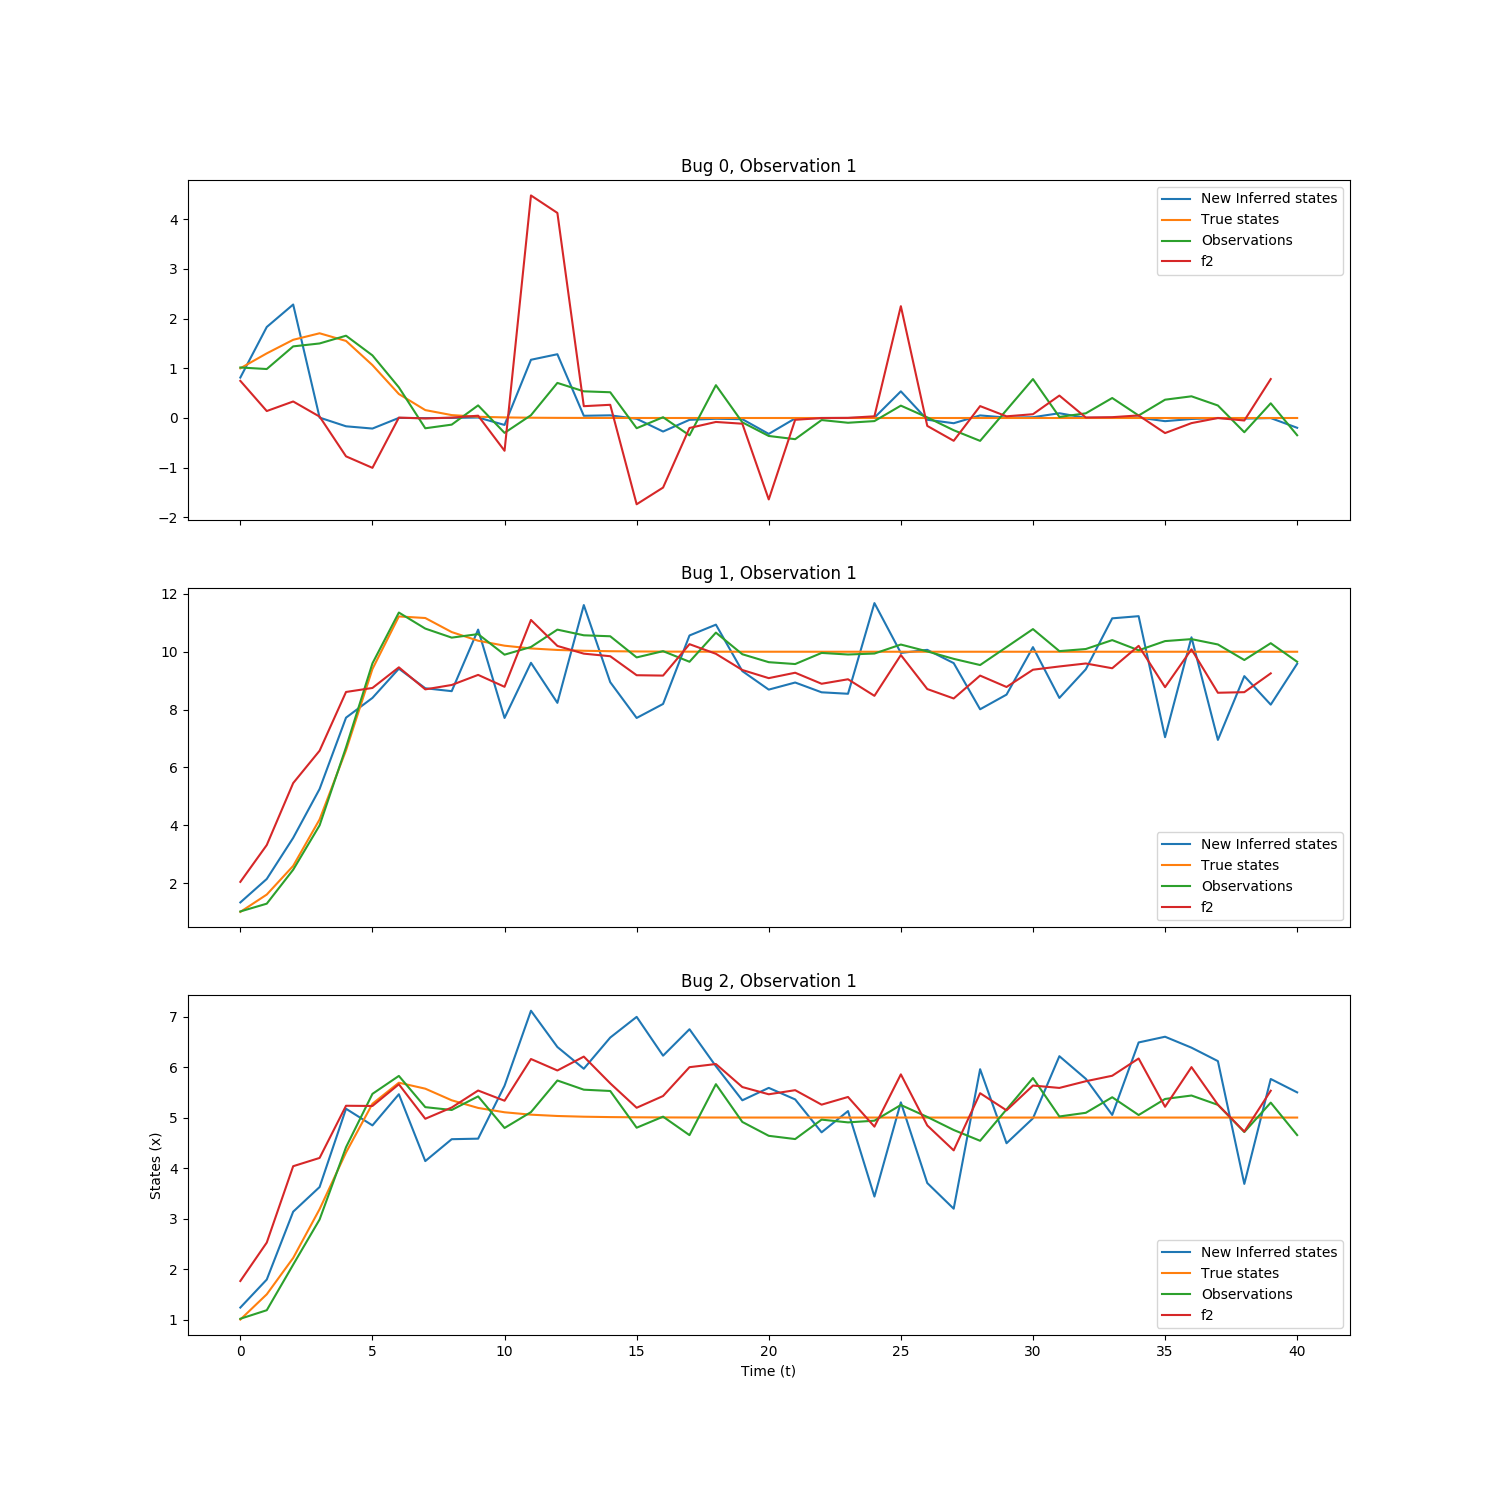 Bug 0, Observation 1
4
3
2
1
0
−1
−2
New Inferred states
True states
Observations
f2
Bug 1, Observation 1
12
10
8
6
4
2
New Inferred states
True states
Observations
f2
Bug 2, Observation 1
7
6
5
4
3
2
1
States (x)
New Inferred states
True states
Observations
f2
0 5 10 15 20 25 30 35 40
Time (t)